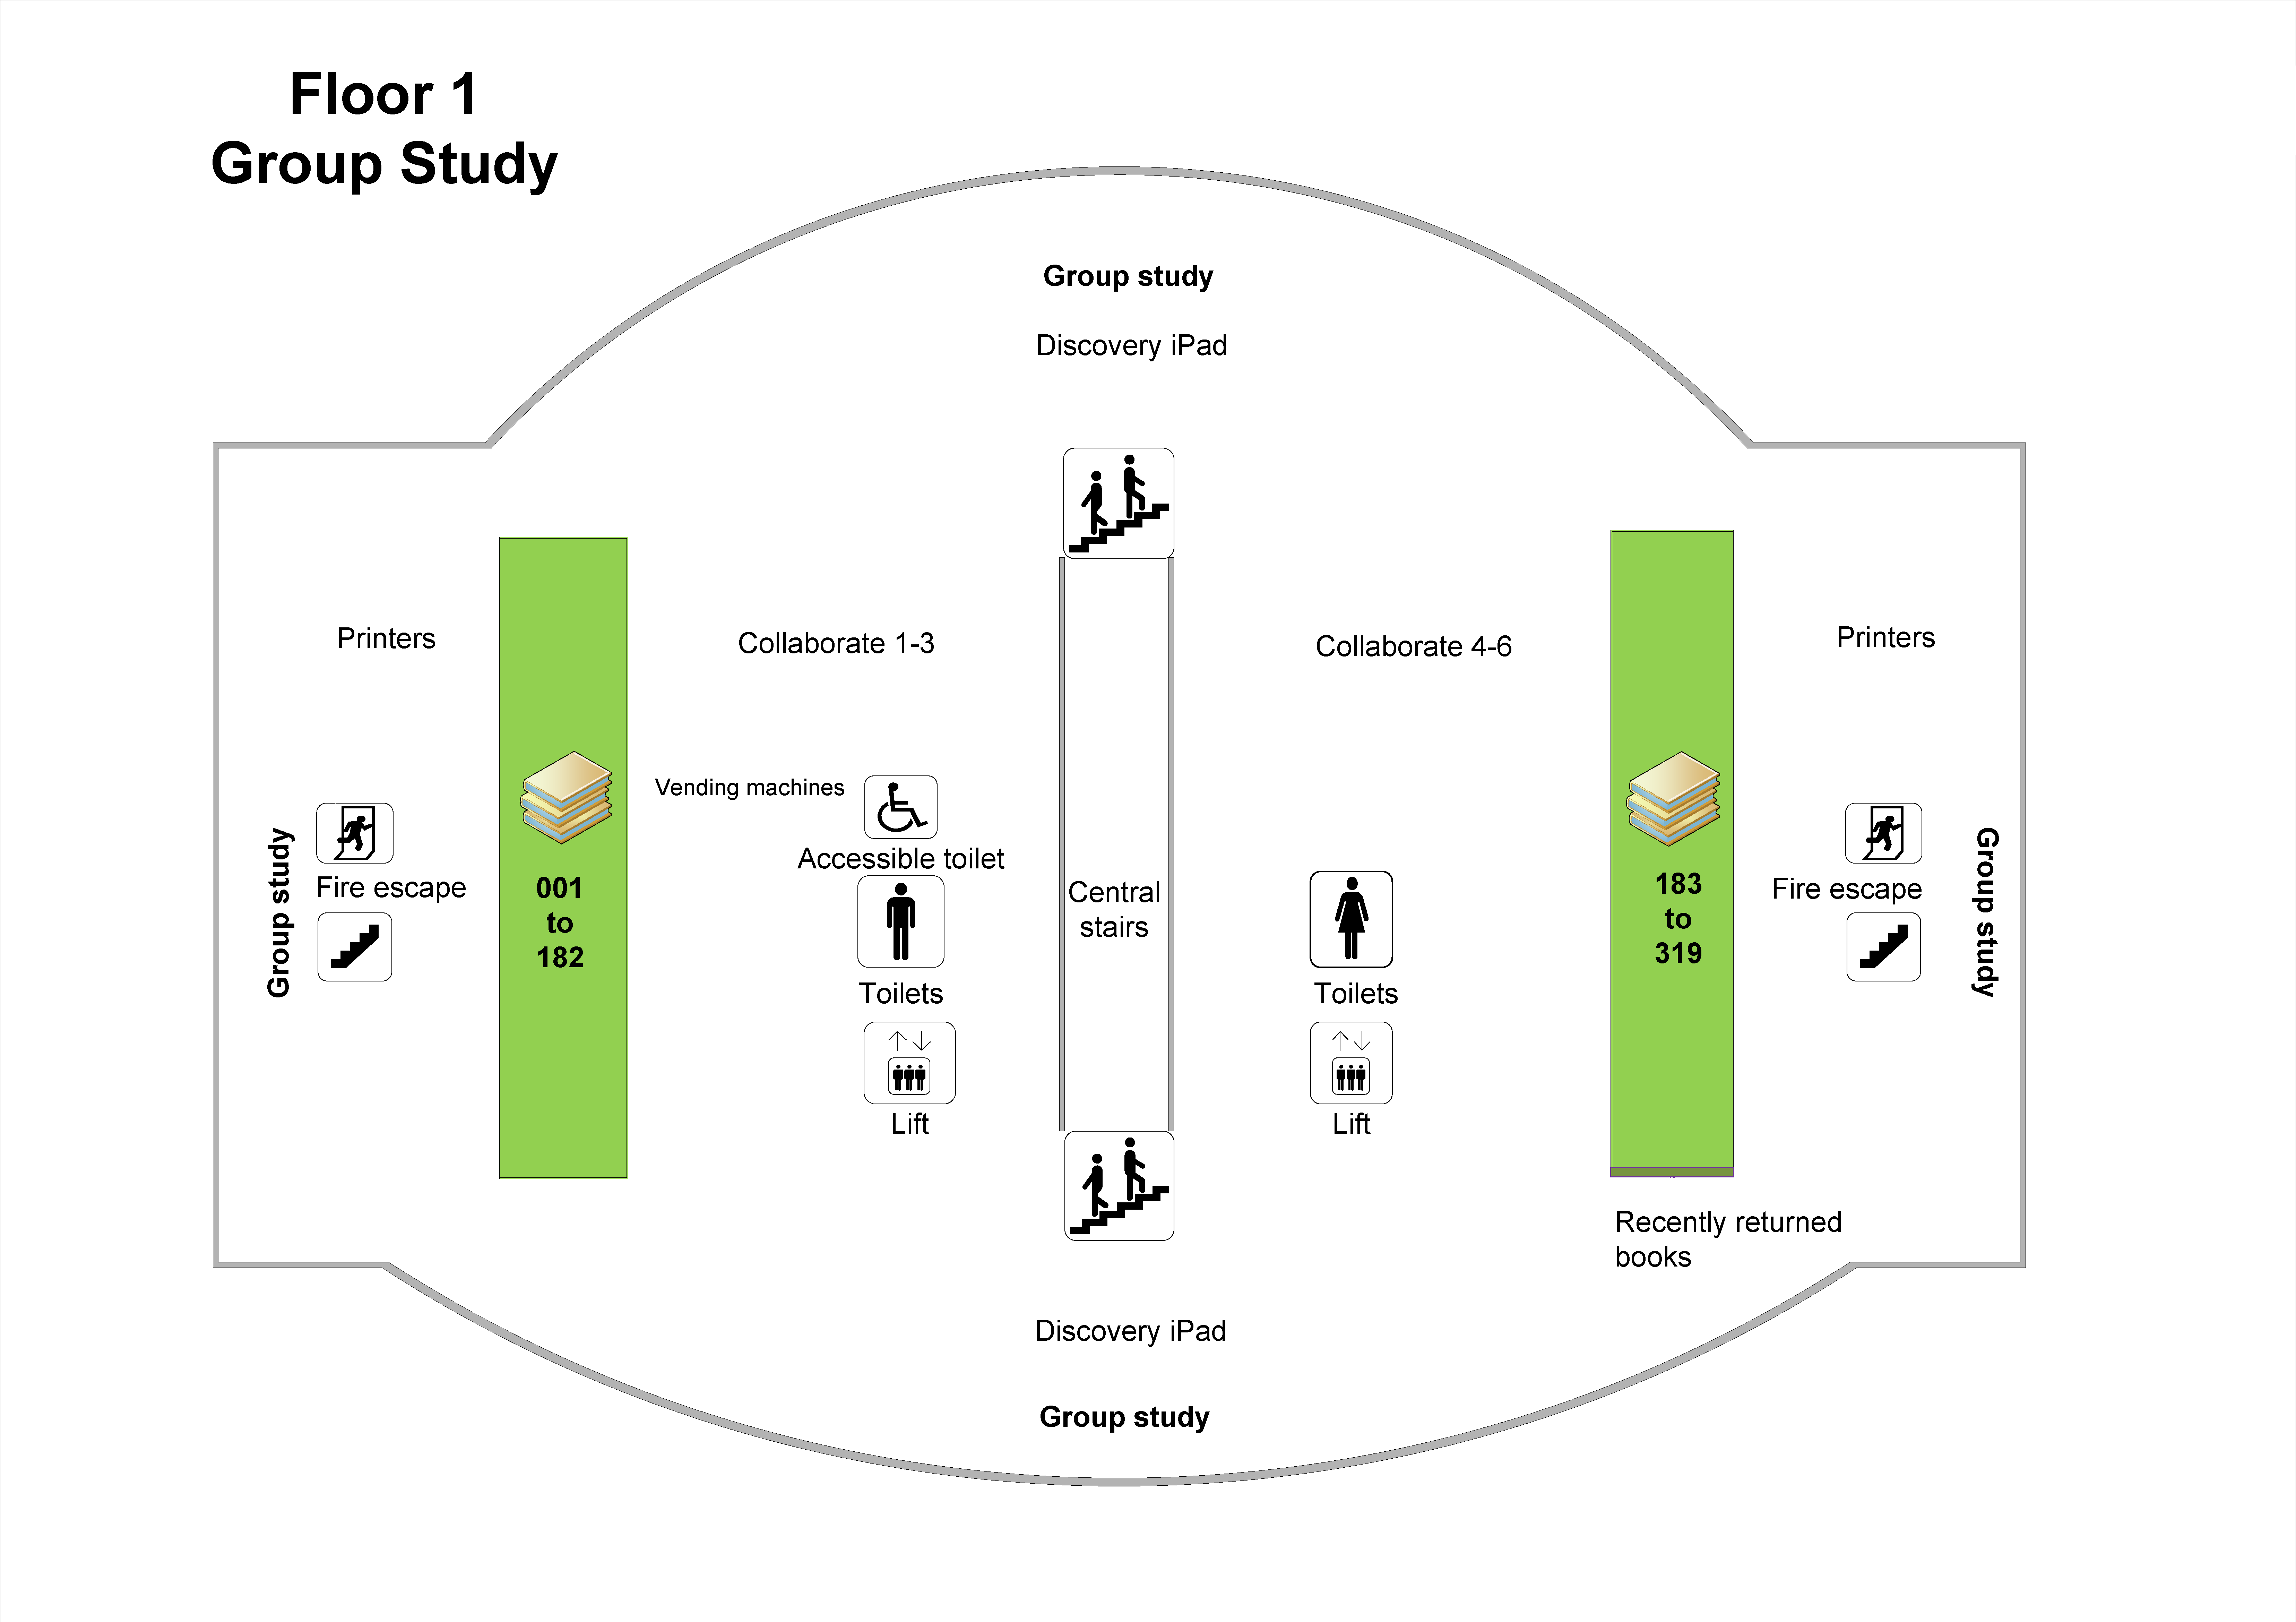 Floor 1
Group Study
Group study
Discovery iPad
Printers
Collaborate 1-3
Collaborate 4-6
Printers
Vending machines
Accessible toilet
Group study
Fire escape
001
to
182
Central
stairs
183
to
319
Fire escape
Group study
Toilets
Toilets
Lift
Lift
Recently returned
books
Discovery iPad
Group study